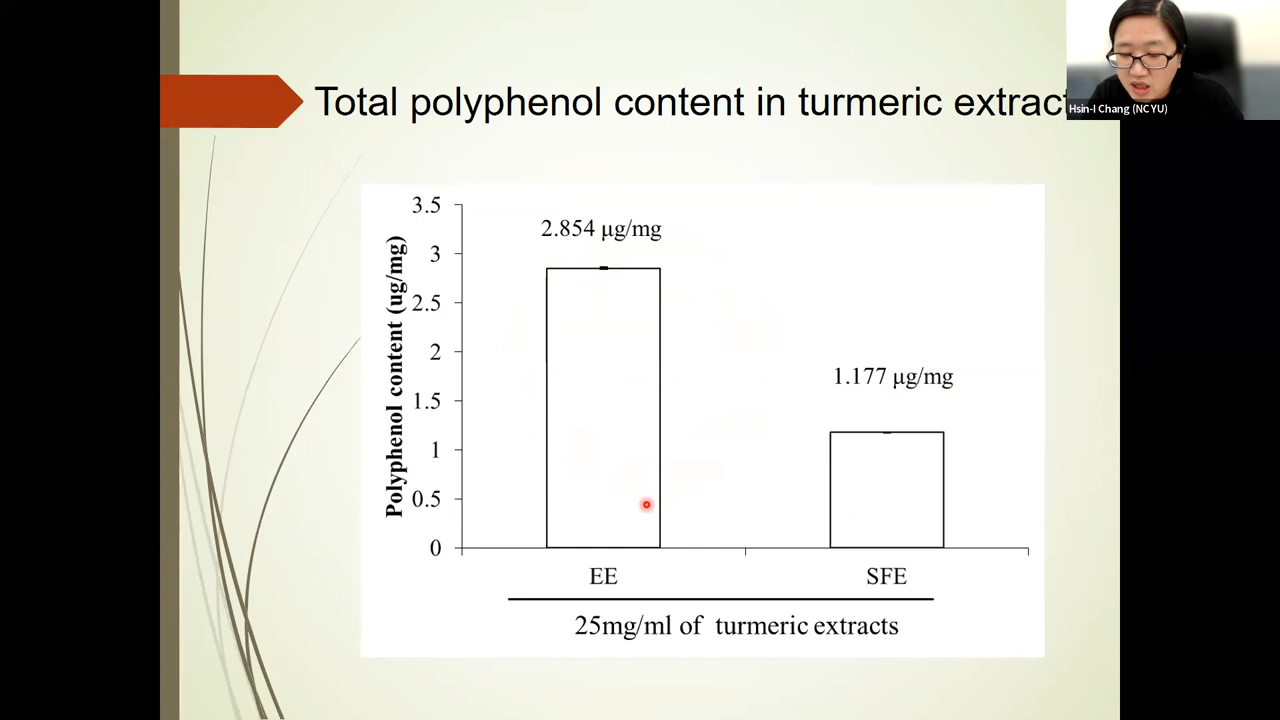 Total polyphenol content in turmeric extract
Hsin-I Chang (NCYU)
Polyphenol content (ug/mg)
3.5
3
2.5
2
1.5
1
0.5
0
2.854 μg/mg
1.177 μg/mg
EE
SFE
25mg/ml of turmeric extracts